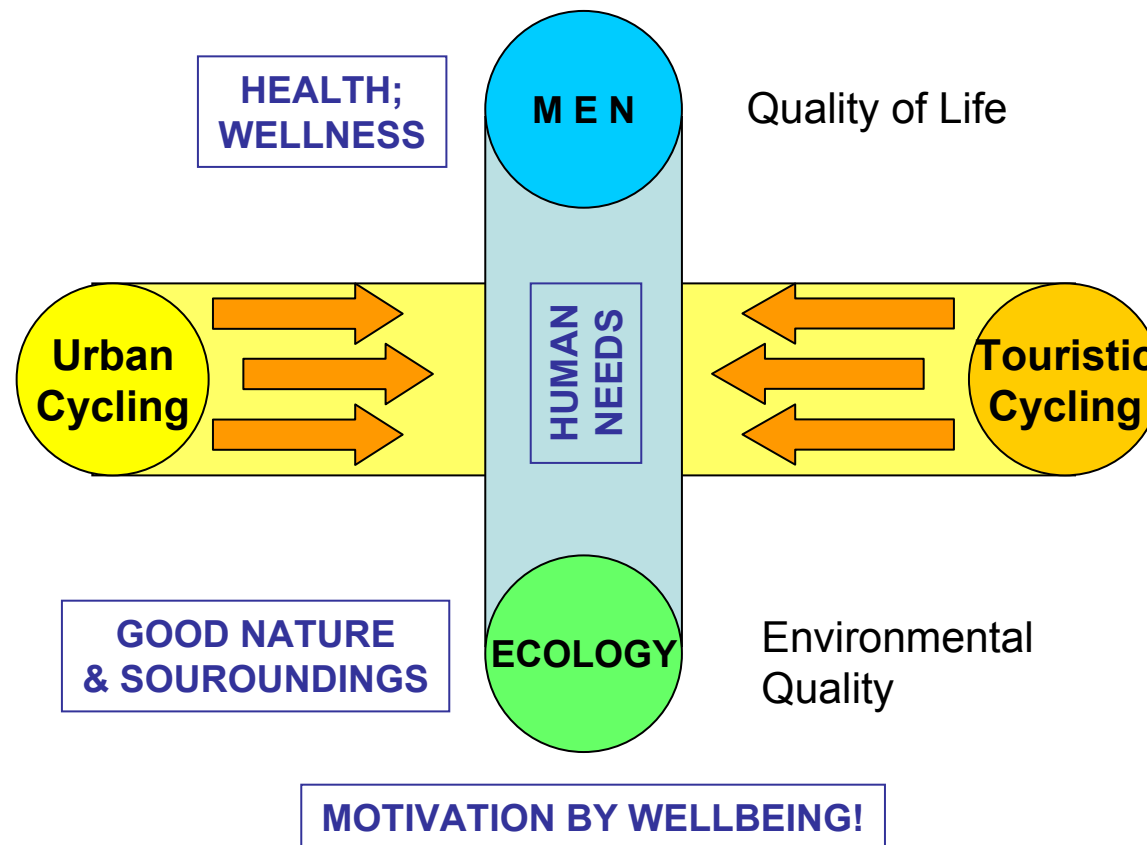 HEALTH;
WELLNESS
M E N
Quality of Life
Urban
Cycling
HUMAN
NEEDS
Touristic
Cycling
GOOD NATURE
& SOUROUNDINGS
ECOLOGY
Environmental
Quality
MOTIVATION BY WELLBEING!